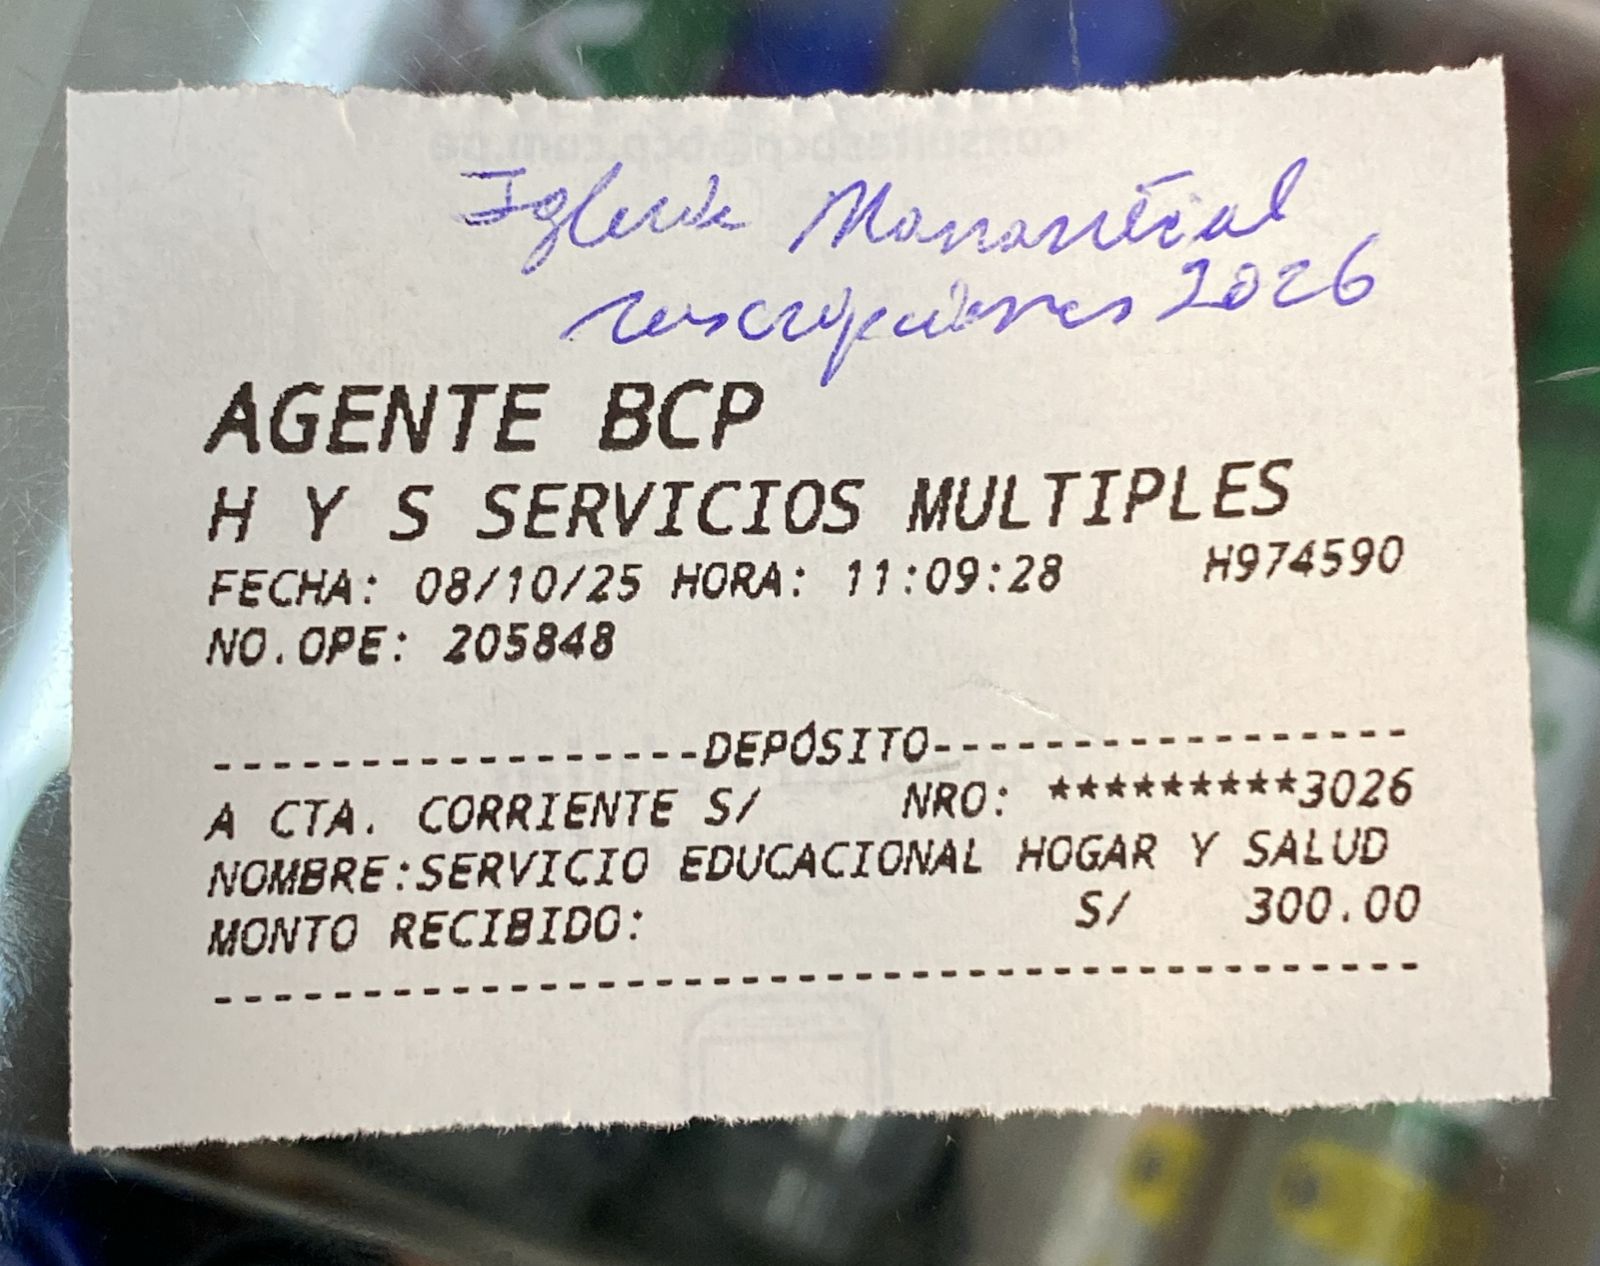 Iglesia Manantial
suscripciones 2026
AGENTE BCP
H Y S SERVICIOS MULTIPLES
FECHA: 08/10/25 HORA: 11:09:28 H974590
NO.OPE: 205848
-----------------DEPÓSITO-----------------
A CTA. CORRIENTE S/ NRO: *********3026
NOMBRE:SERVICIO EDUCACIONAL HOGAR Y SALUD
MONTO RECIBIDO: S/ 300.00